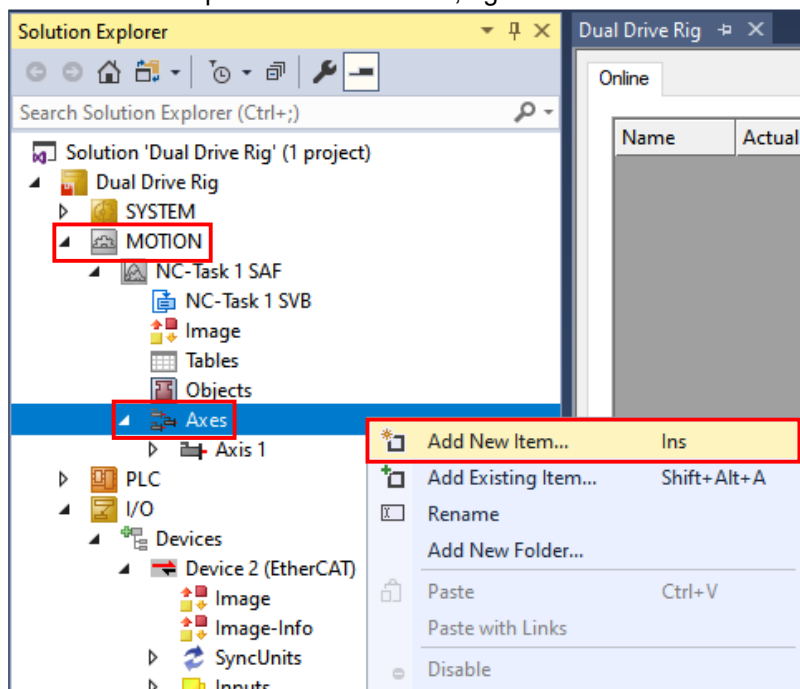 Solution Explorer
Dual Drive Rig
Search Solution Explorer (Ctrl+;)
Solution 'Dual Drive Rig' (1 project)
Dual Drive Rig
SYSTEM
MOTION
NC-Task 1 SAF
NC-Task 1 SVB
Image
Tables
Objects
Axes
Axis 1
PLC
I/O
Devices
Device 2 (EtherCAT)
Image
Image-Info
SyncUnits
Inputs
Online
Name Actual
Add New Item... Ins
Add Existing Item... Shift+Alt+A
Rename
Add New Folder...
Paste Ctrl+V
Paste with Links
Disable